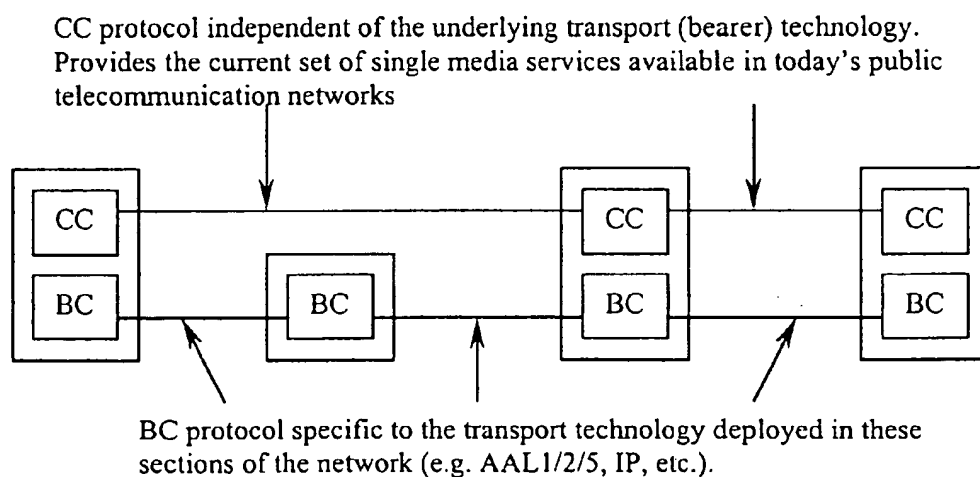 CC protocol independent of the underlying transport (bearer) technology.
Provides the current set of single media services available in today's public
telecommunication networks
CC
CC
CC
BC
BC
BC
BC
BC protocol specific to the transport technology deployed in these
sections of the network (e.g. AAL1/2/5, IP, etc.).